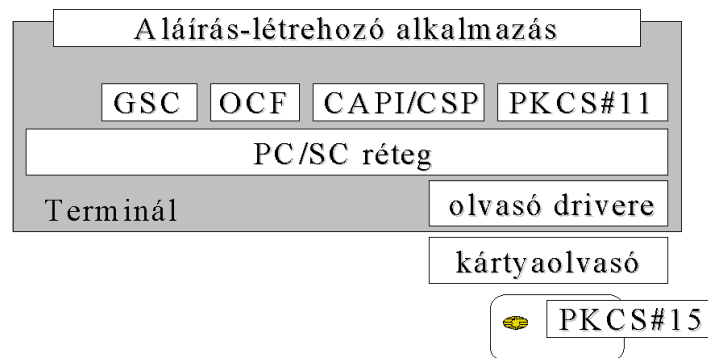 Aláírás-létrehozó alkalmazás
GSC OCF CAPI/CSP PKCS#11
PC/SC réteg
Terminál olvasó drivere
kártyaolvasó
PKCS#15